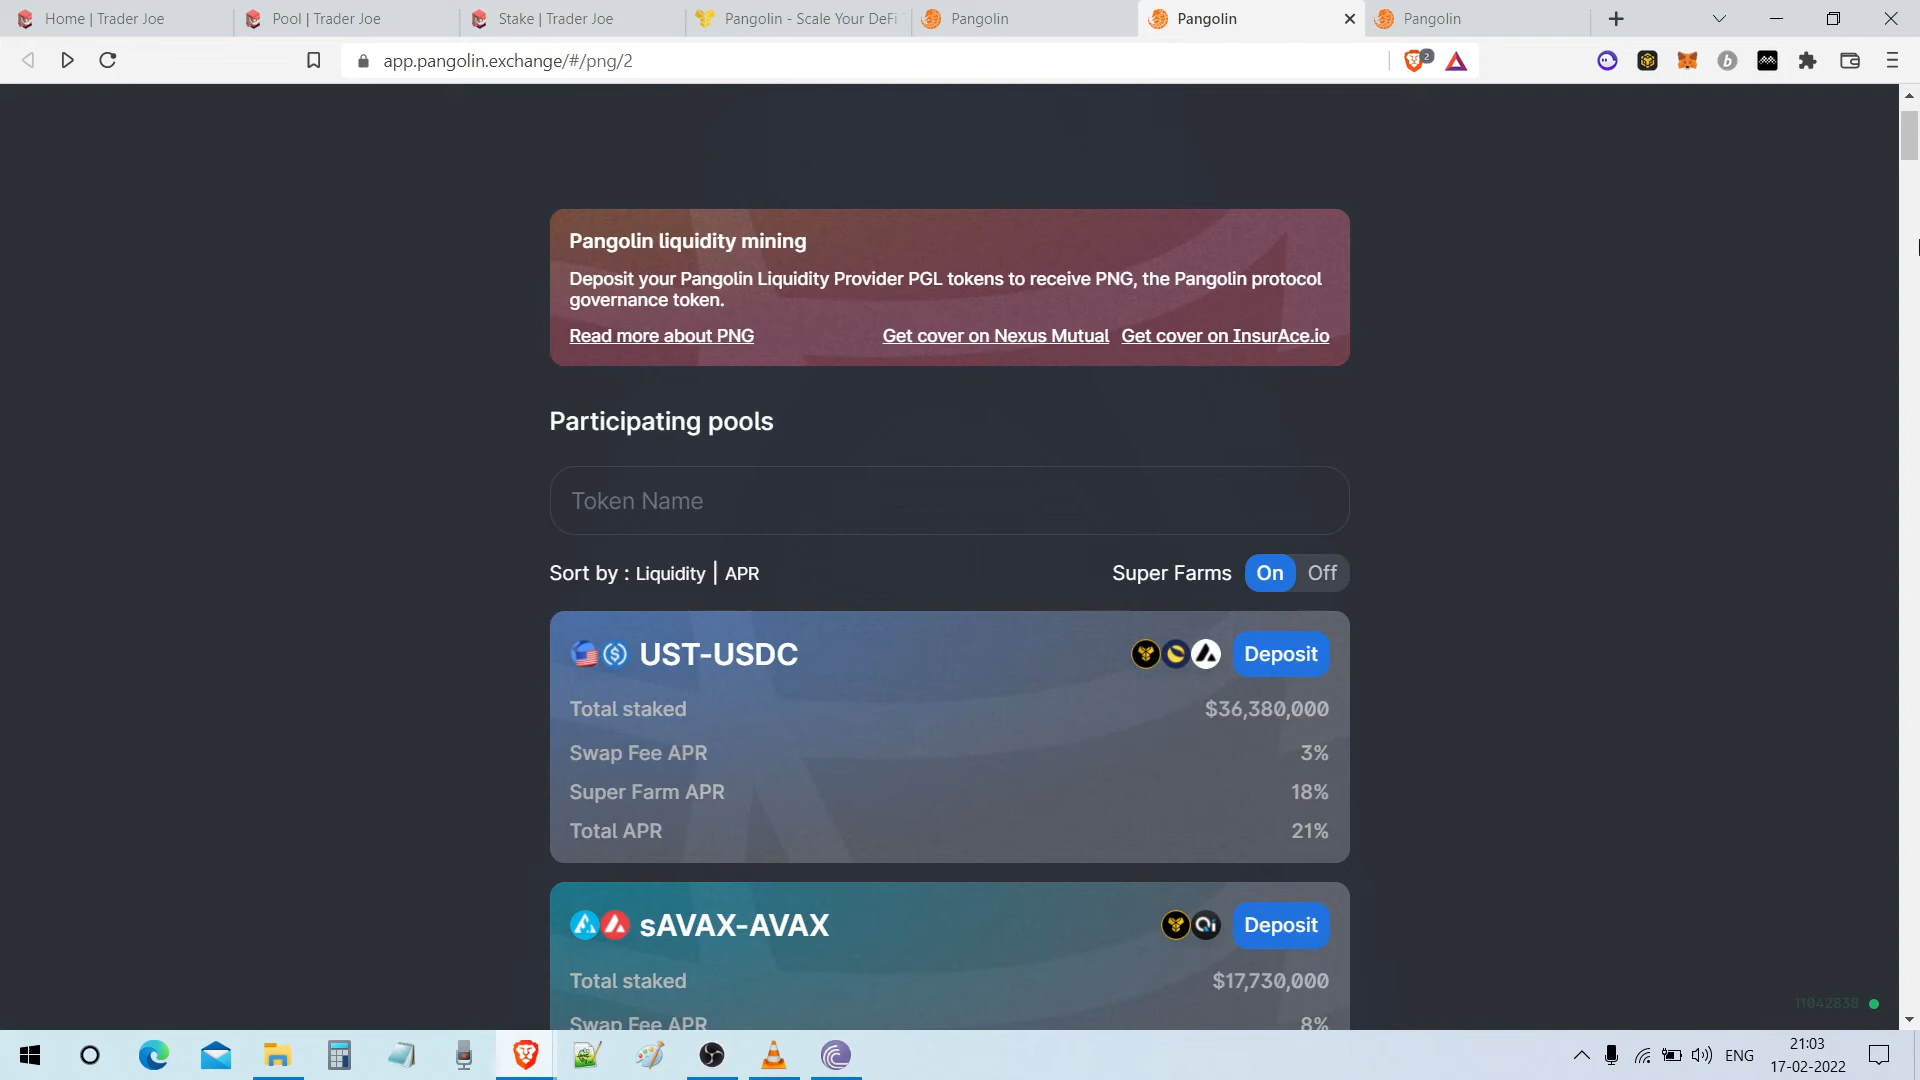 Home | Trader Joe
Pool | Trader Joe
Stake | Trader Joe
Pangolin - Scale Your DeFi
Pangolin
Pangolin
Pangolin
app.pangolin.exchange/#/png/2
2
Pangolin liquidity mining
Deposit your Pangolin Liquidity Provider PGL tokens to receive PNG, the Pangolin protocol
governance token.
Read more about PNG
Get cover on Nexus Mutual
Get cover on InsurAce.io
Participating pools
Token Name
Sort by : Liquidity | APR
Super Farms On Off
UST-USDC
Deposit
Total staked $36,380,000
Swap Fee APR 3%
Super Farm APR 18%
Total APR 21%
sAVAX-AVAX
Qi
Deposit
Total staked $17,730,000
Swap Fee APR 8%
11042838
ENG
21:03
17-02-2022